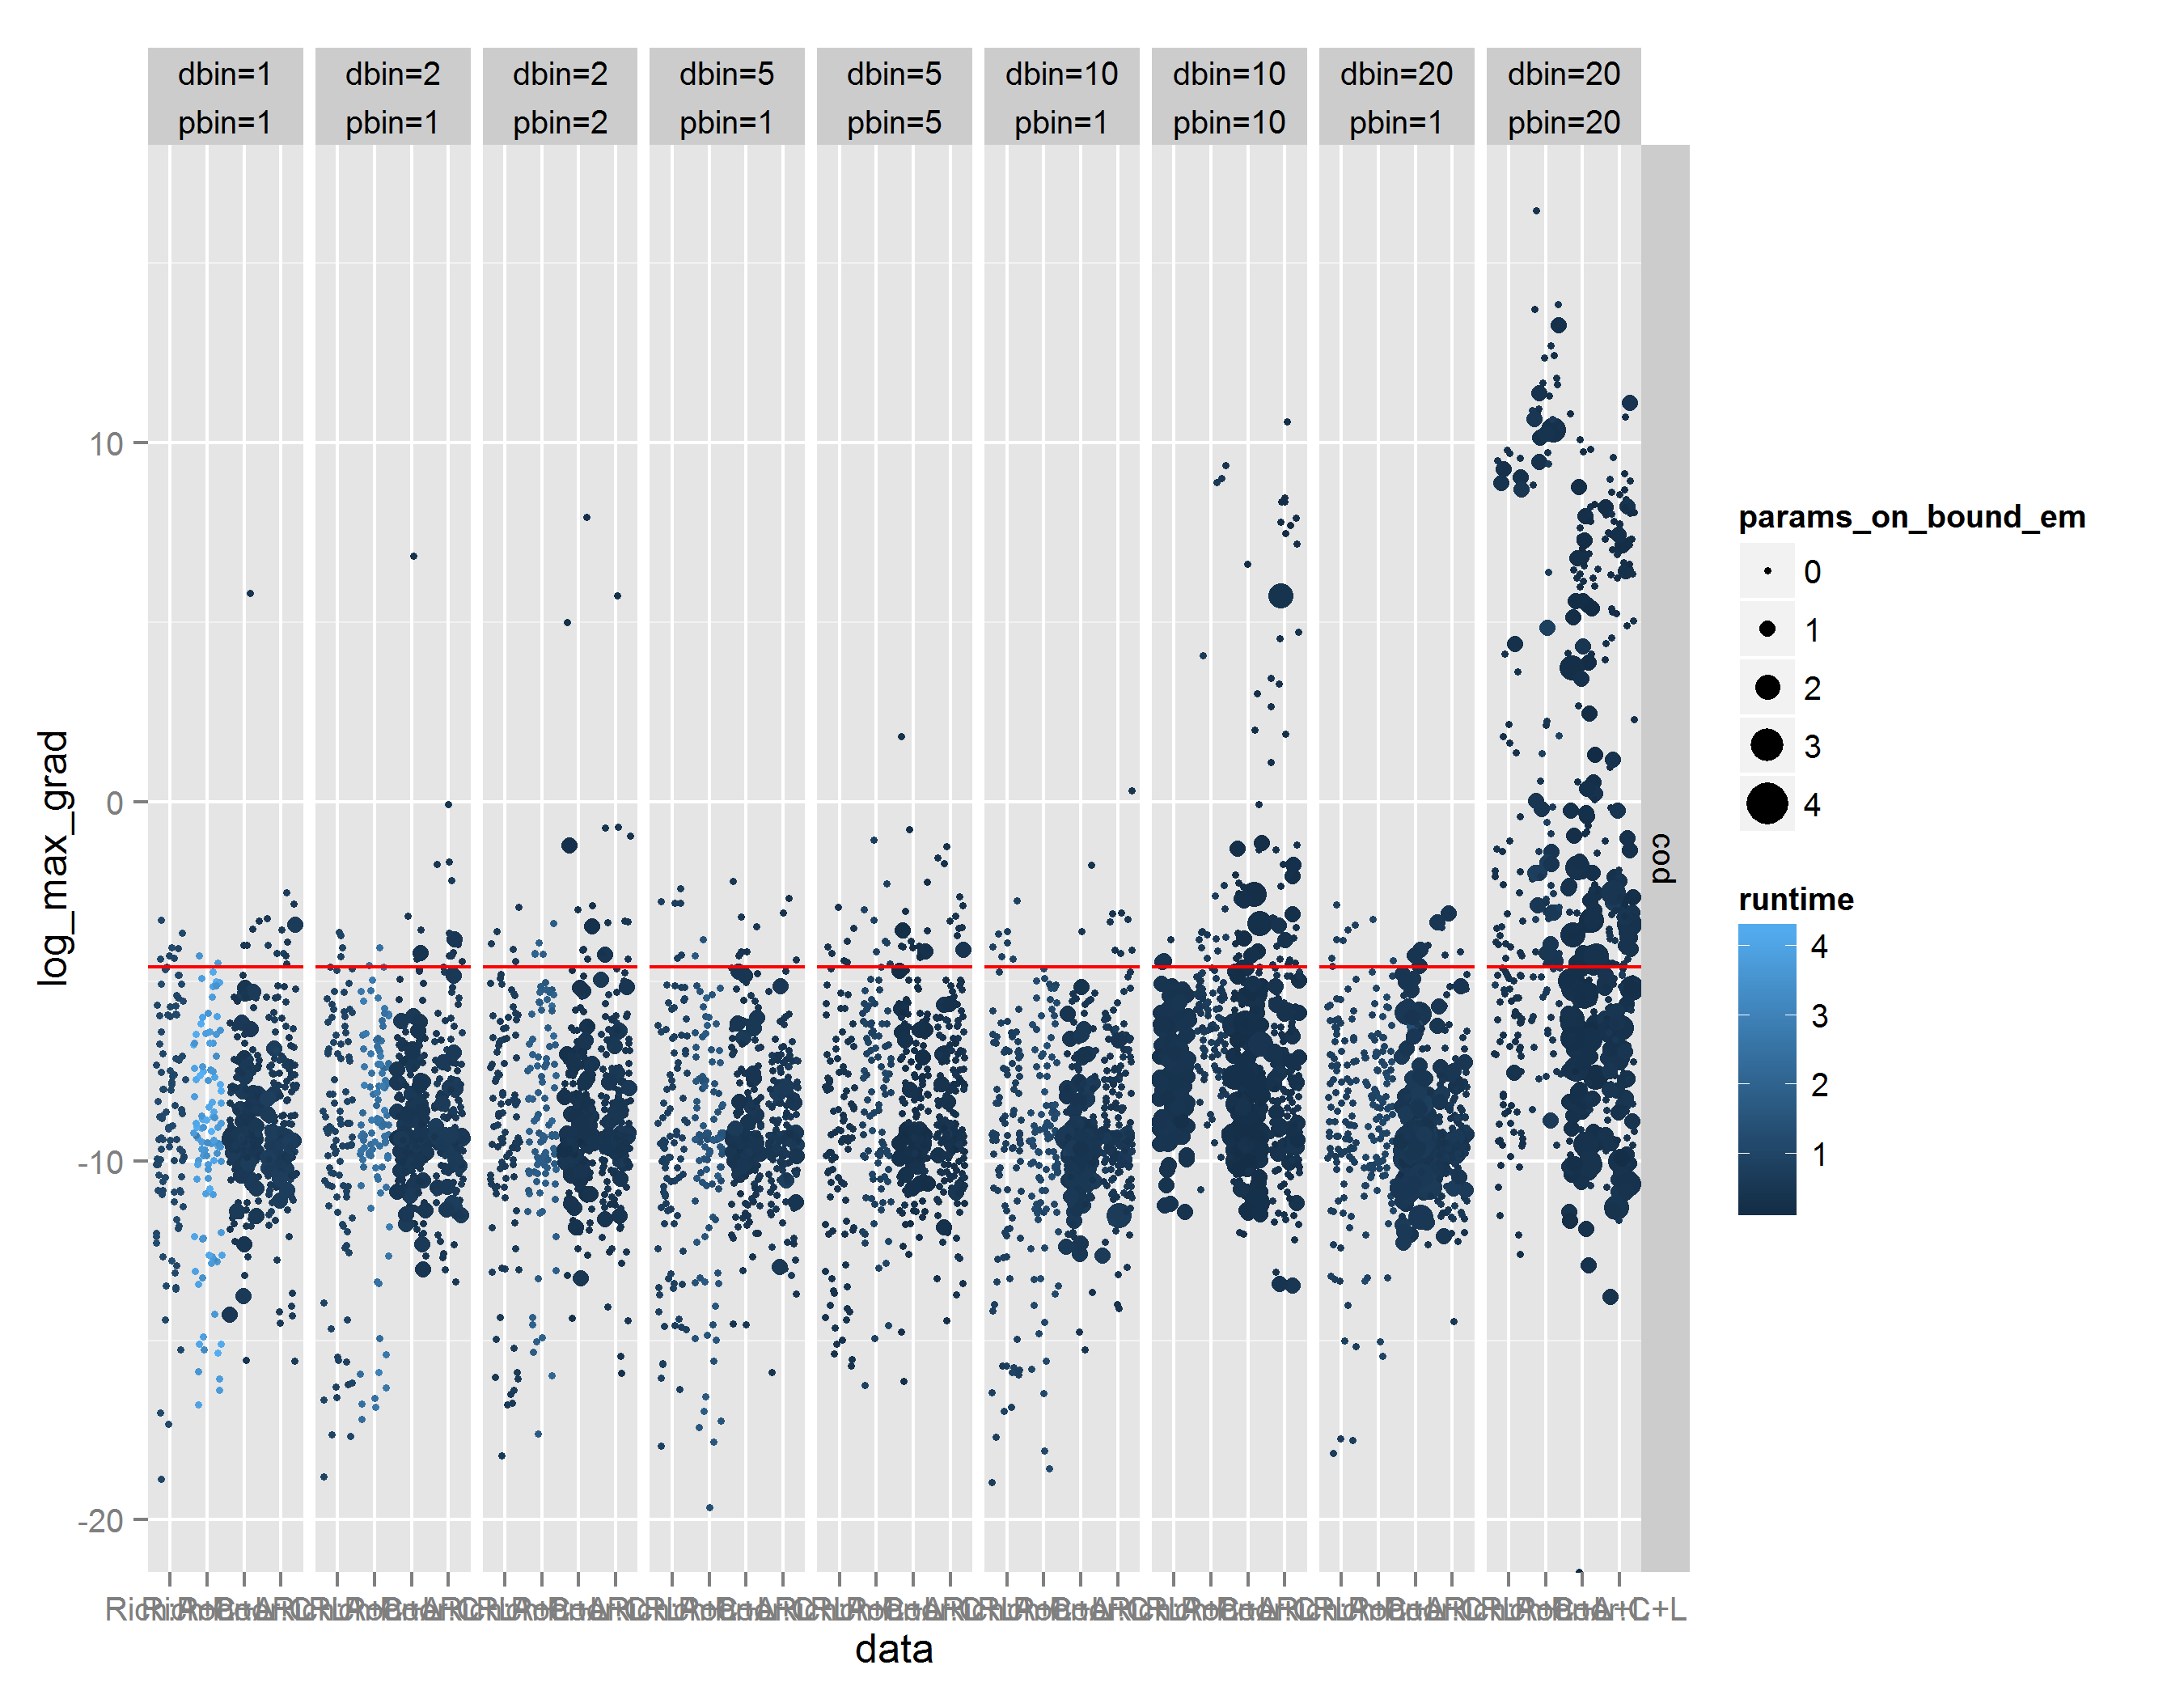 dbin=1 dbin=2 dbin=2 dbin=5 dbin=5 dbin=10 dbin=10 dbin=20 dbin=20
pbin=1 pbin=1 pbin=2 pbin=1 pbin=5 pbin=1 pbin=10 pbin=1 pbin=20
10
0
-10
-20
log_max_grad
cod
data
params_on_bound_em
0
1
2
3
4
runtime
4
3
2
1